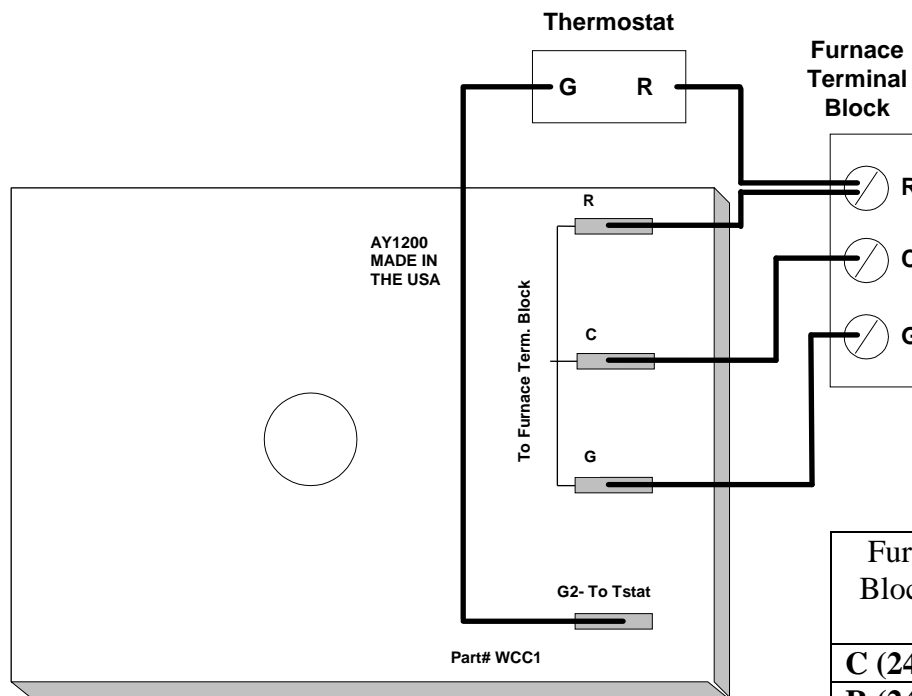 Thermostat
G R
Furnace
Terminal
Block
R
C
G
R
AY1200
MADE IN
THE USA
To Furnace Term. Block
C
G
G2- To Tstat
Part# WCC1